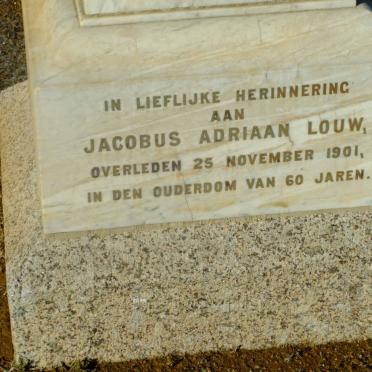 IN LIEFLIJKE HERINNERING
AAN
JACOBUS ADRIAAN LOUW,
OVERLEDEN 25 NOVEMBER 1901,
IN DEN OUDERDOM VAN 60 JAREN.